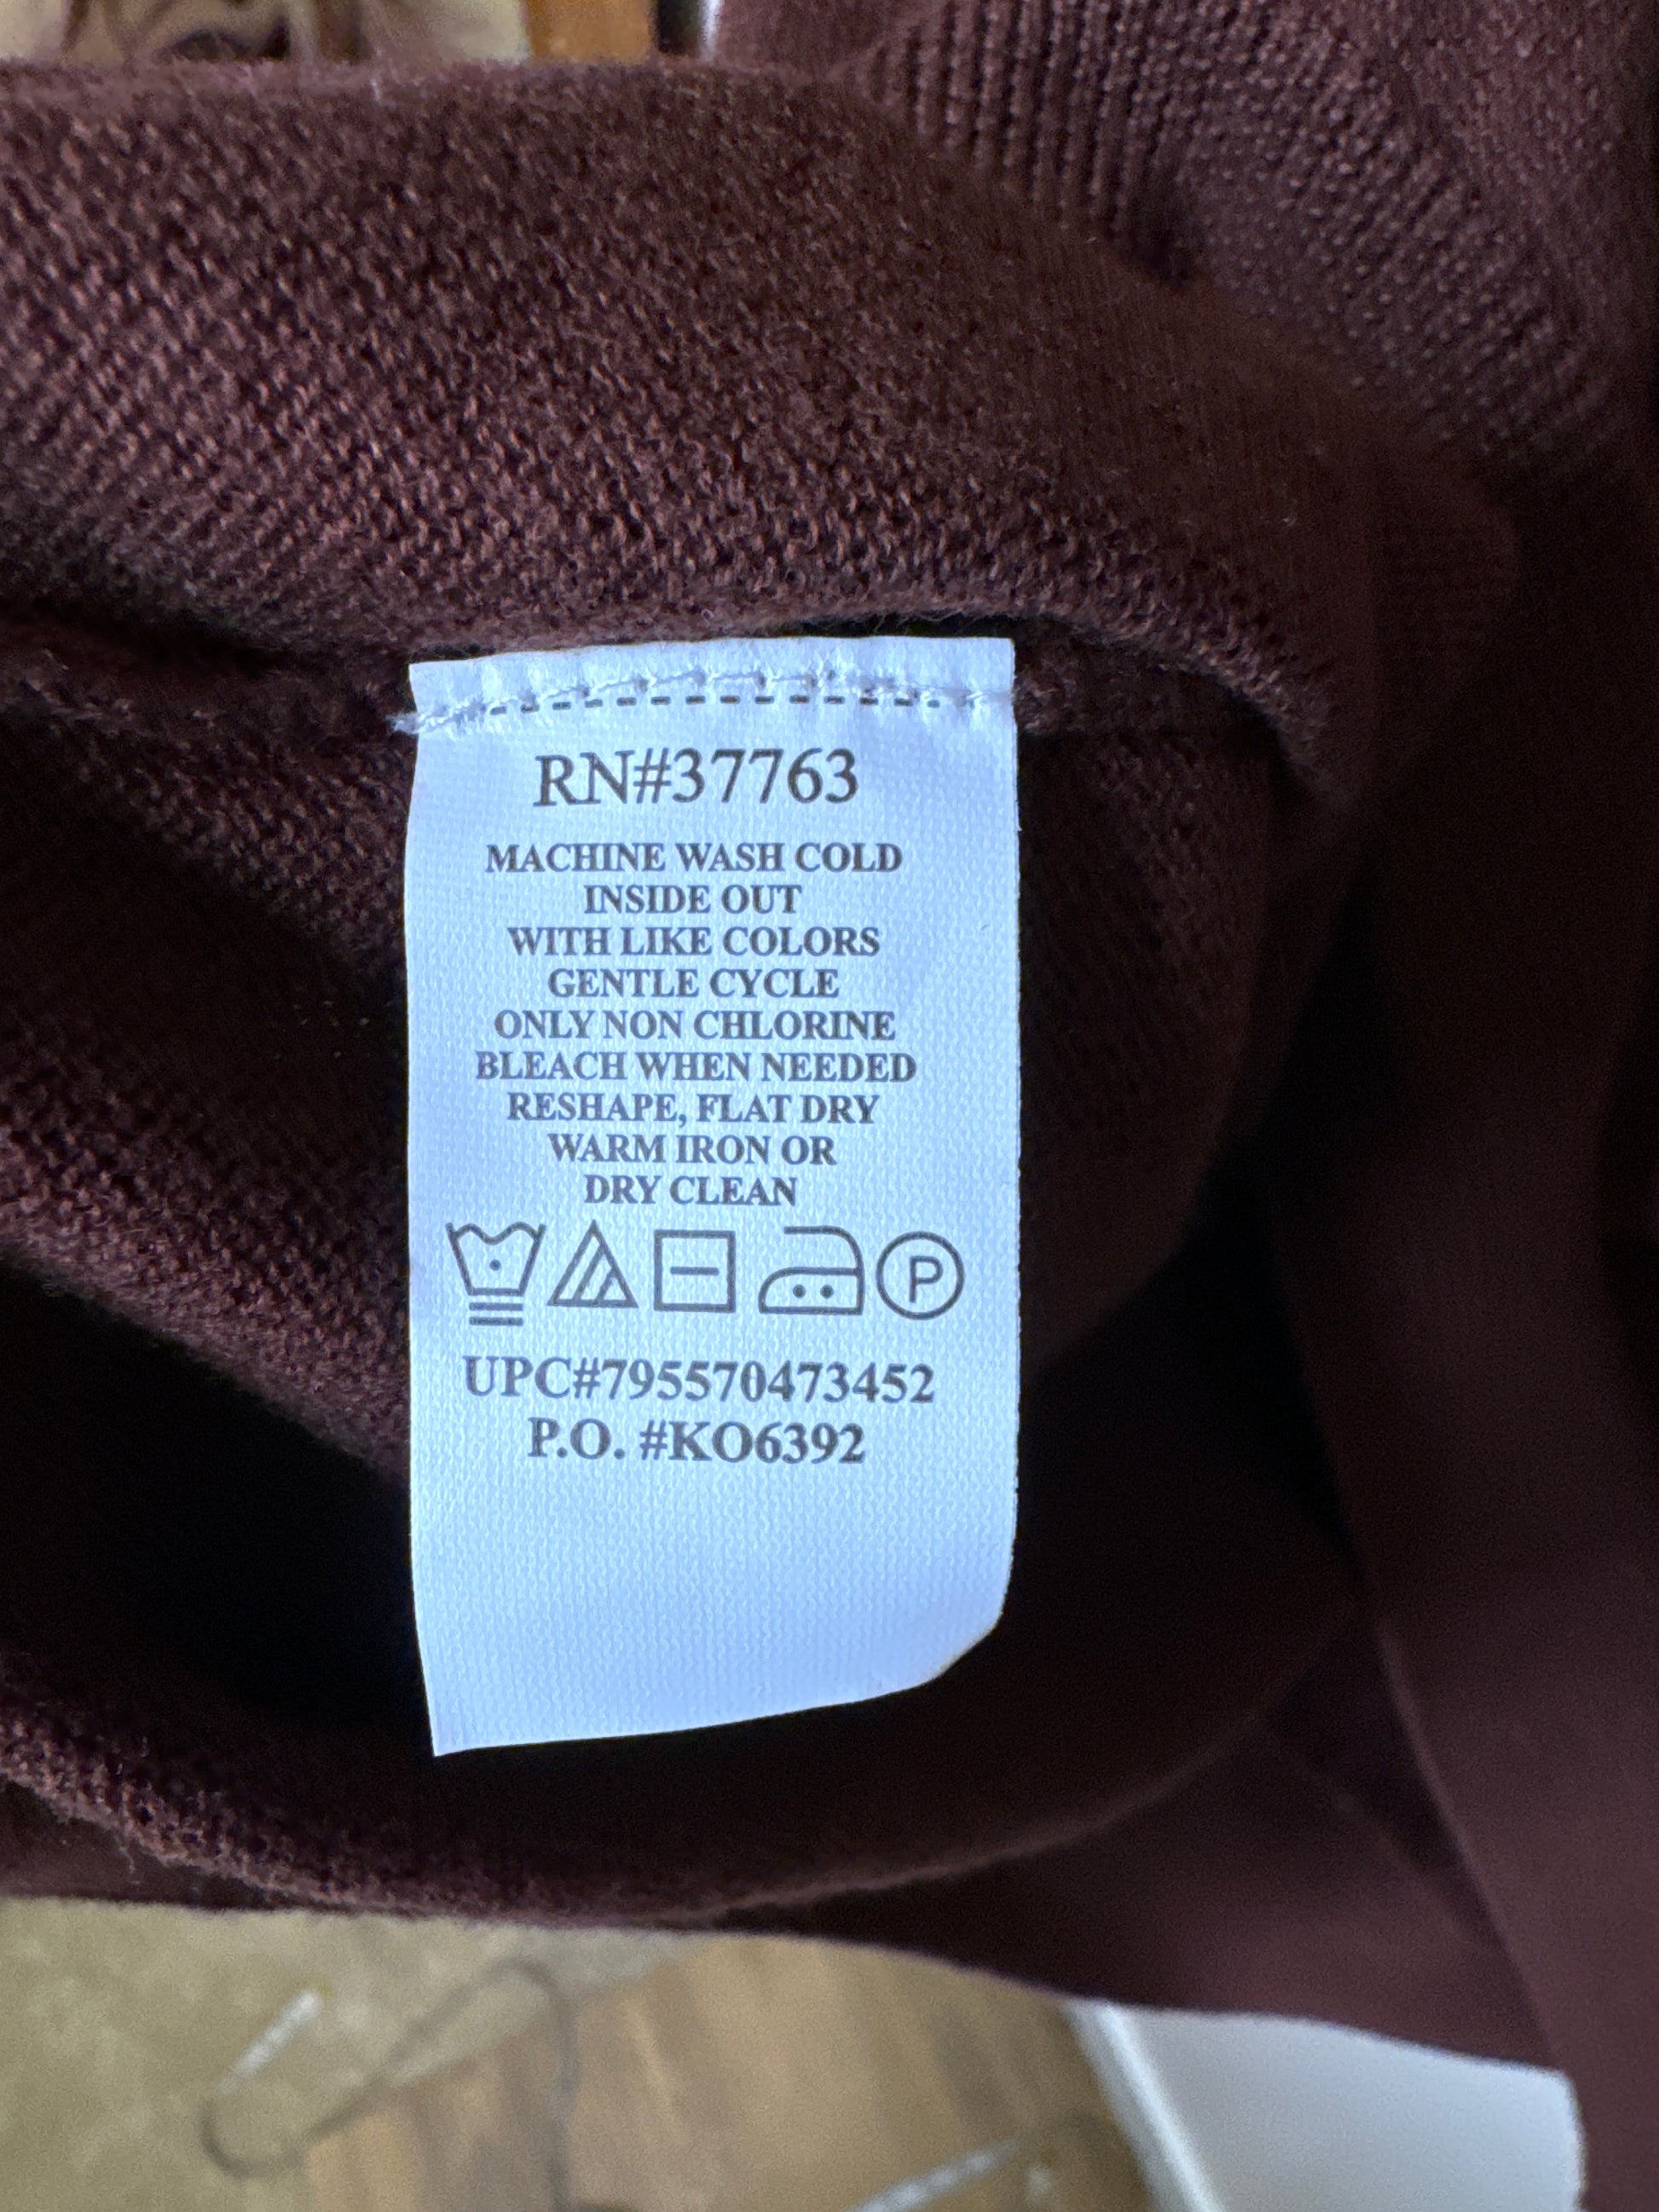 RN#37763
MACHINE WASH COLD
INSIDE OUT
WITH LIKE COLORS
GENTLE CYCLE
ONLY NON CHLORINE
BLEACH WHEN NEEDED
RESHAPE, FLAT DRY
WARM IRON OR
DRY CLEAN
P
UPC#795570473452
P.O. #KO6392